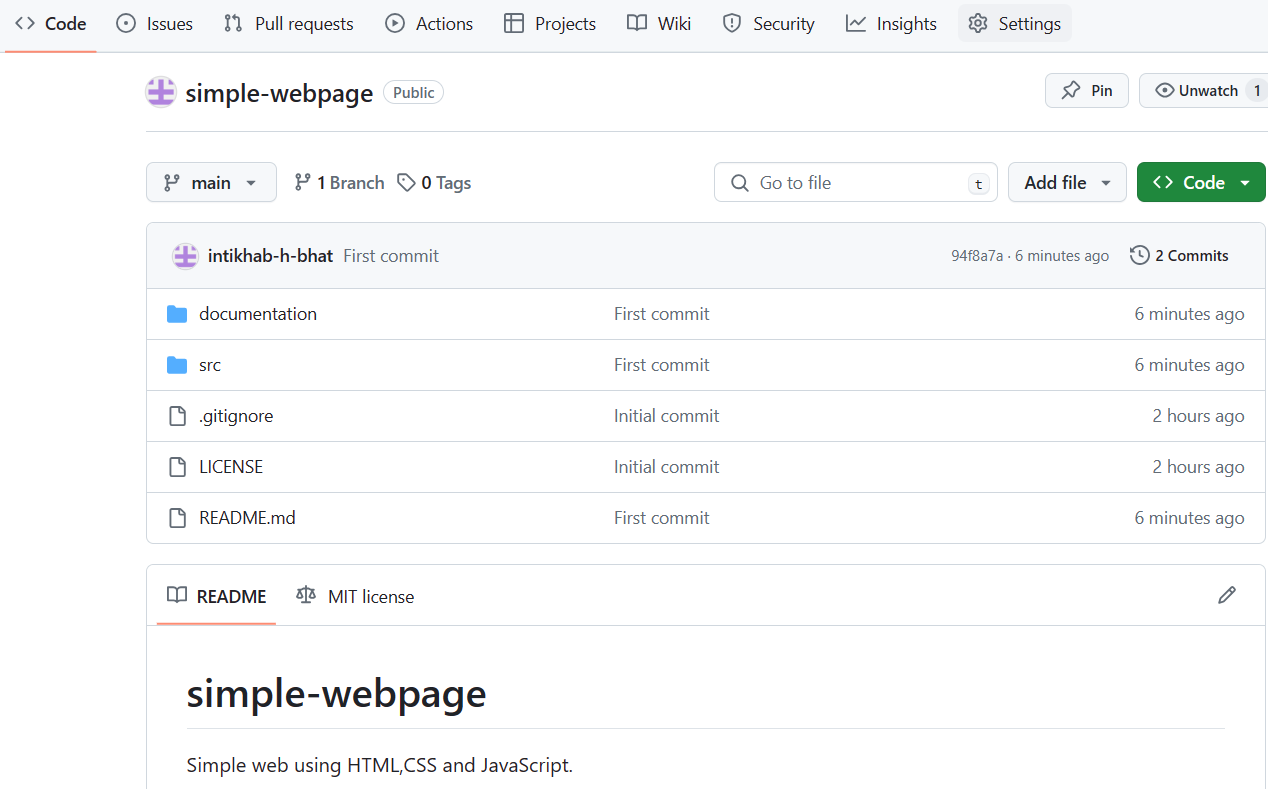 Code Issues Pull requests Actions Projects Wiki Security Insights Settings
simple-webpage Public Pin Unwatch 1
main 1 Branch 0 Tags Go to file t Add file Code
intikhab-h-bhat First commit 94f8a7a · 6 minutes ago 2 Commits
documentation First commit 6 minutes ago
src First commit 6 minutes ago
.gitignore Initial commit 2 hours ago
LICENSE Initial commit 2 hours ago
README.md First commit 6 minutes ago
README MIT license
simple-webpage
Simple web using HTML,CSS and JavaScript.